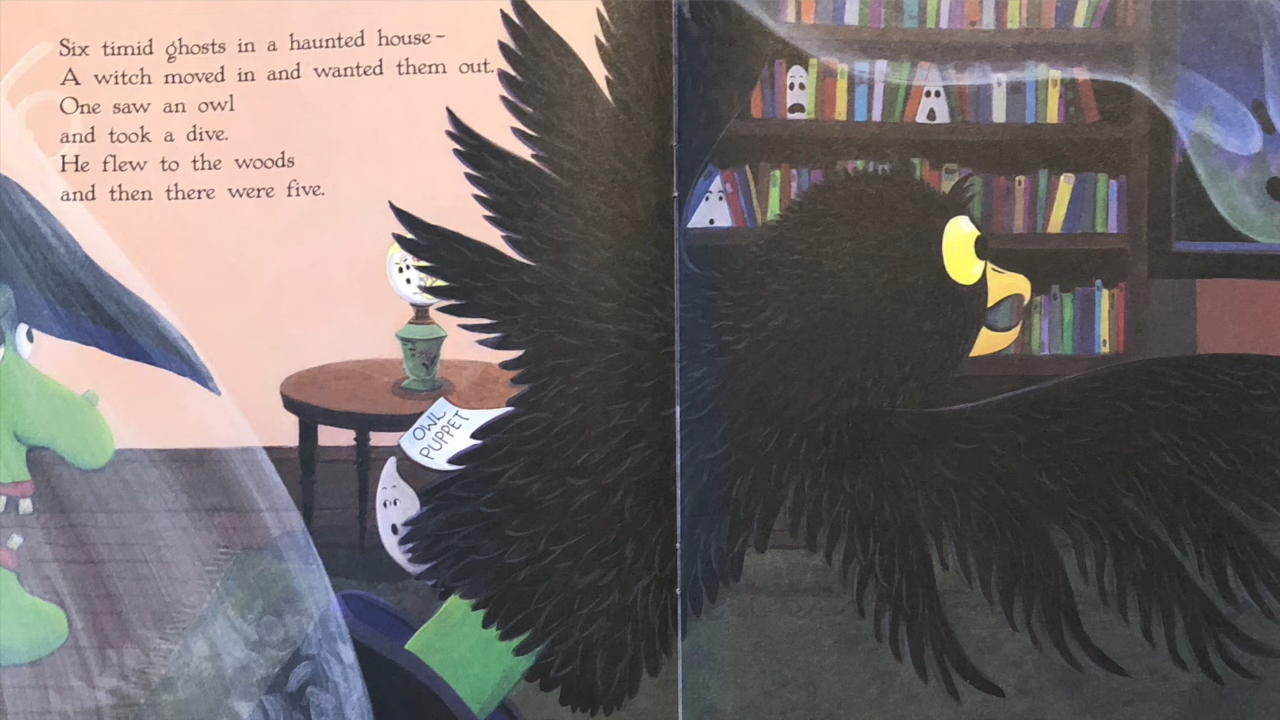 Six timid ghosts in a haunted house–
A witch moved in and wanted them out.
One saw an owl
and took a dive.
He flew to the woods
and then there were five.
OWL
PUPPET